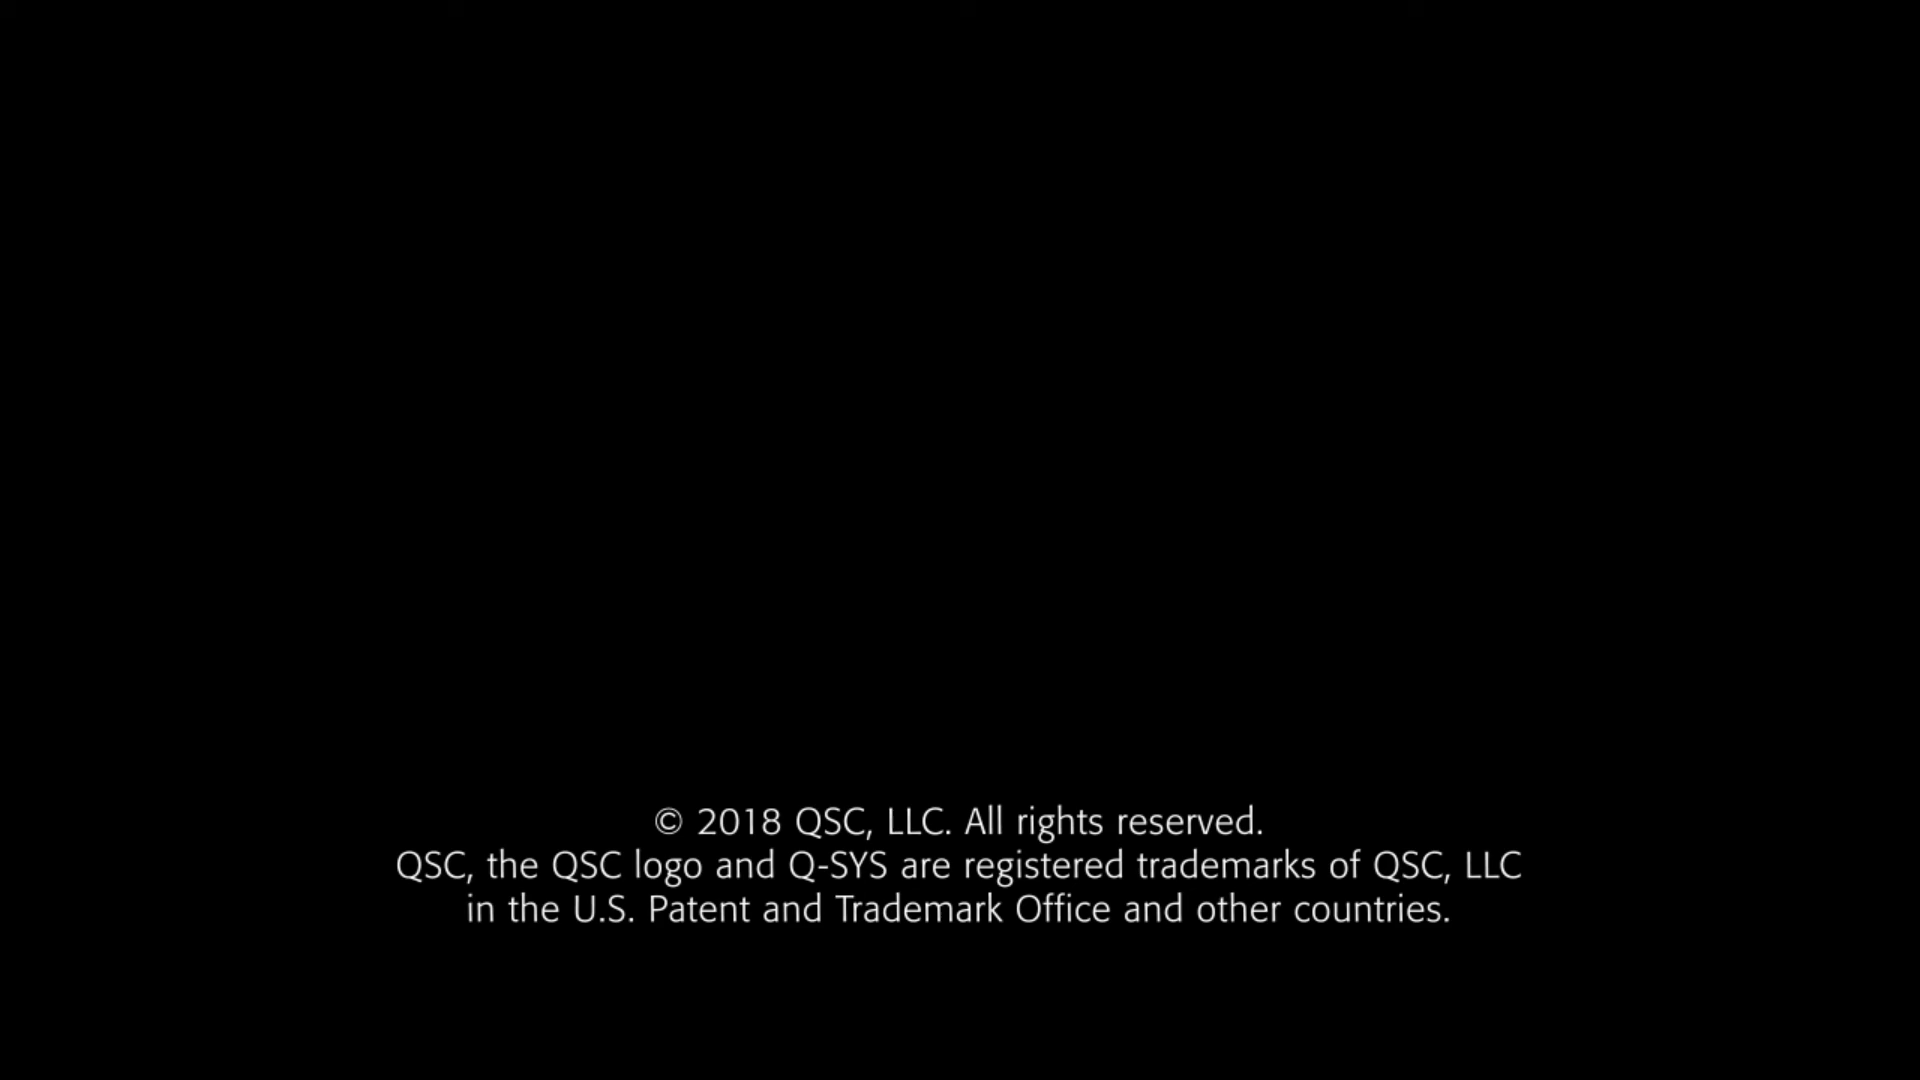 © 2018 QSC, LLC. All rights reserved.
QSC, the QSC logo and Q-SYS are registered trademarks of QSC, LLC
in the U.S. Patent and Trademark Office and other countries.